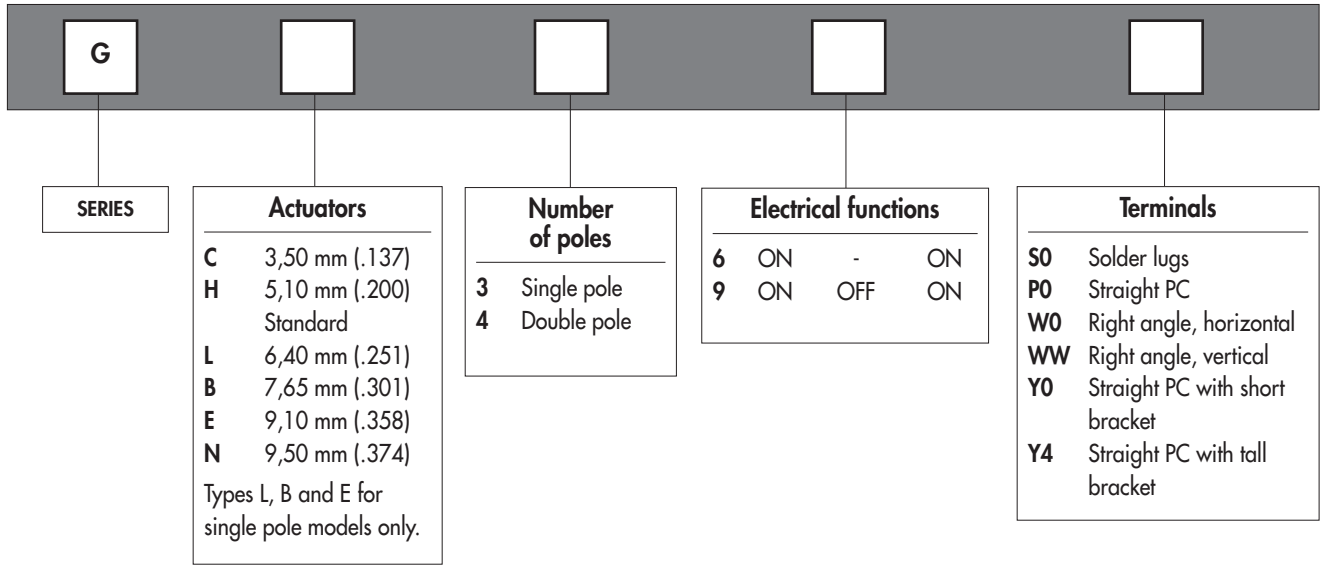 G
SERIES
Actuators
C 3,50 mm (.137)
H 5,10 mm (.200)
Standard
L 6,40 mm (.251)
B 7,65 mm (.301)
E 9,10 mm (.358)
N 9,50 mm (.374)
Types L, B and E for
single pole models only.
Number
of poles
3 Single pole
4 Double pole
Electrical functions
6 ON - ON
9 ON OFF ON
Terminals
S0 Solder lugs
P0 Straight PC
W0 Right angle, horizontal
WW Right angle, vertical
Y0 Straight PC with short
bracket
Y4 Straight PC with tall
bracket